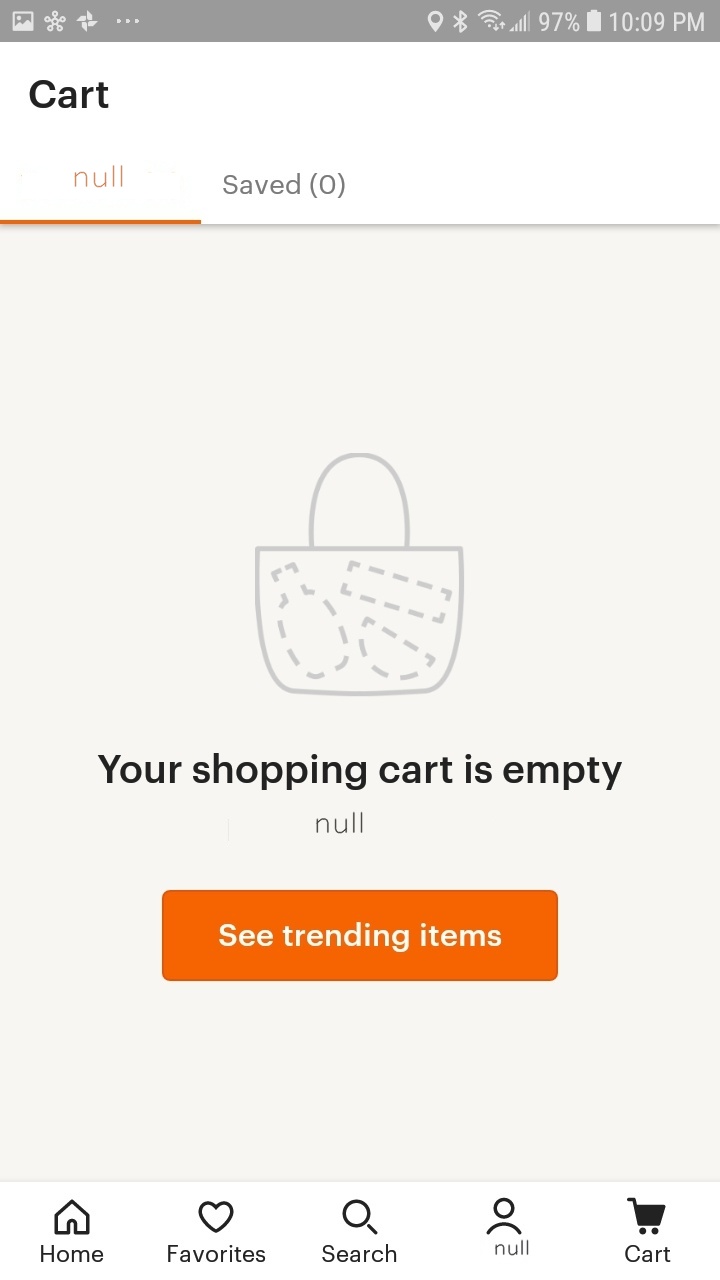 97% 10:09 PM
Cart
null Saved (0)
Your shopping cart is empty
null
See trending items
Home Favorites Search null Cart